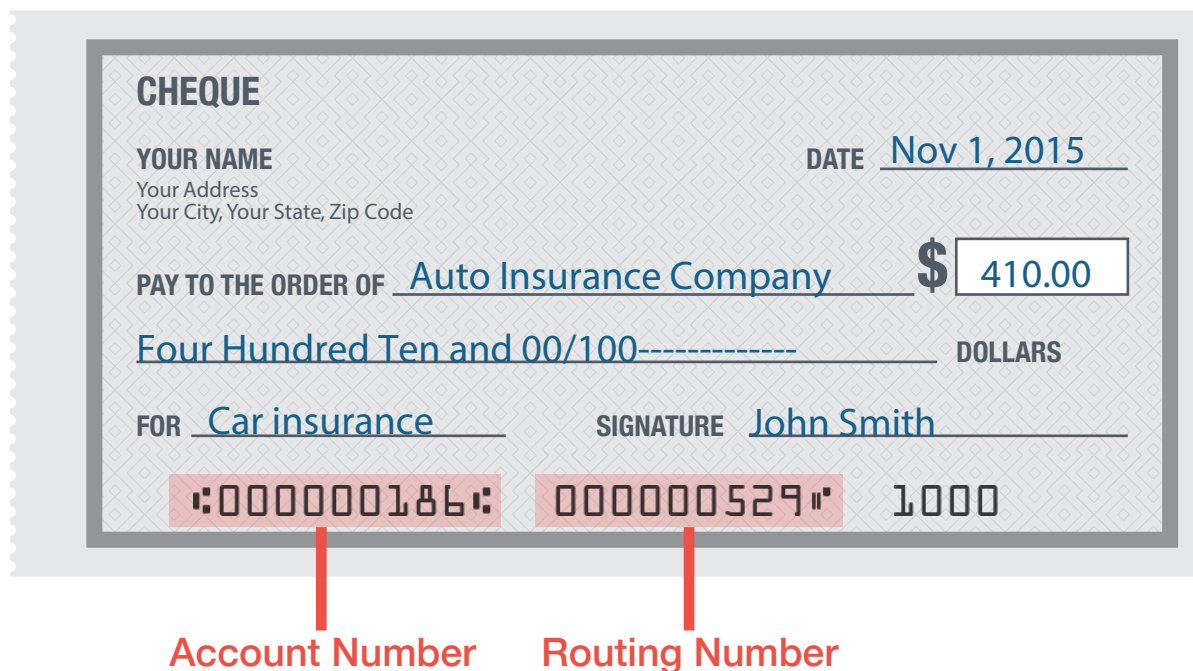 CHEQUE
YOUR NAME DATE Nov 1, 2015
Your Address
Your City, Your State, Zip Code
PAY TO THE ORDER OF Auto Insurance Company $ 410.00
Four Hundred Ten and 00/100------------- DOLLARS
FOR Car insurance SIGNATURE John Smith
⑆000000186⑆ 000000529⑈ 1000
Account Number Routing Number